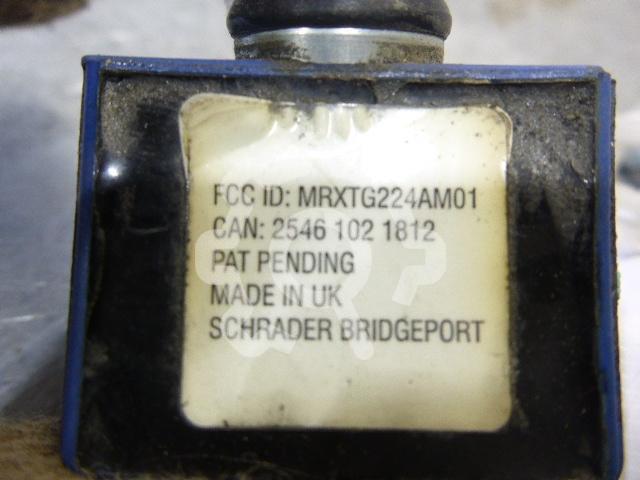 FCC ID: MRXTG224AM01
CAN: 2546 102 1812
PAT PENDING
MADE IN UK
SCHRADER BRIDGEPORT